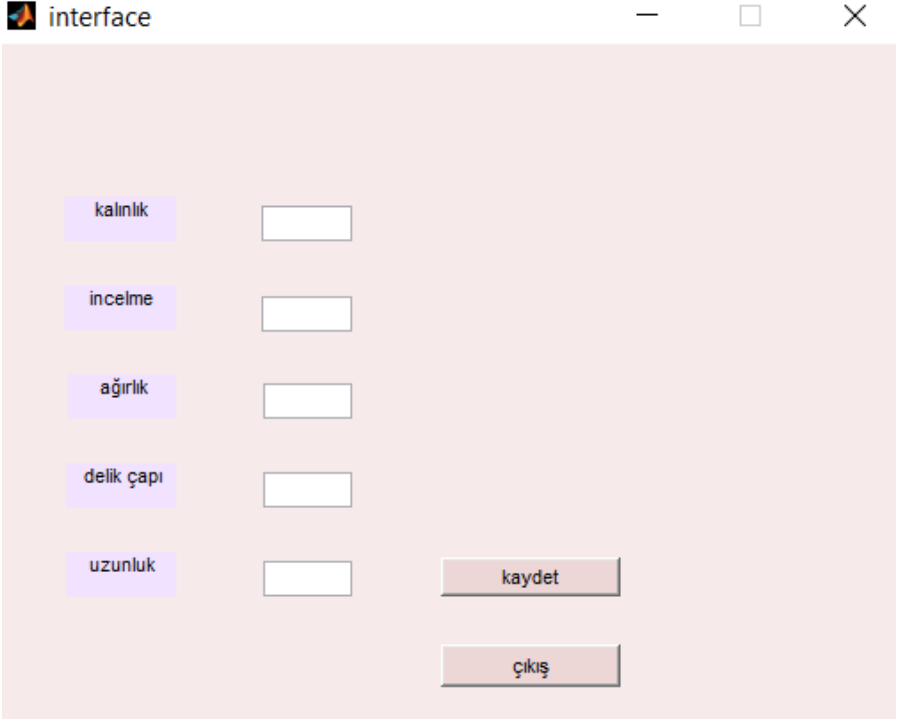 interface
kalınlık
incelme
ağırlık
delik çapı
uzunluk
kaydet
çıkış